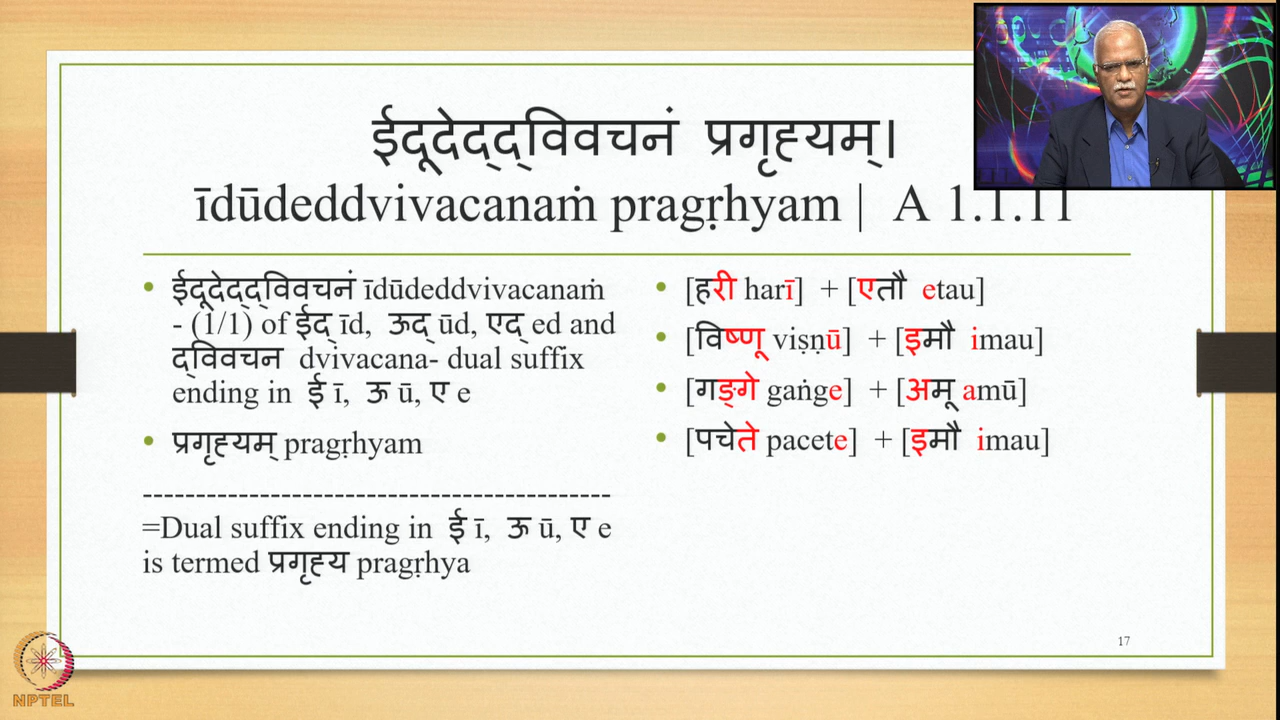 ईदूदेद्द्विवचनं प्रगृह्यम्।
īdūdeddvivacanaṁ pragṛhyam | A 1.1.11
• ईदूदेद्द्विवचनं īdūdeddvivacanaṁ
- (1/1) of ईद् īd, ऊद् ūd, एद् ed and
द्विवचन dvivacana- dual suffix
ending in ई ī, ऊ ū, ए e
• प्रगृह्यम् pragṛhyam
-------------------------------------------
=Dual suffix ending in ई ī, ऊ ū, ए e
is termed प्रगृह्य pragṛhya
• [हरी harī] + [एतौ etau]
• [विष्णू viṣṇū] + [इमौ imau]
• [गङ्गे gaṅge] + [अमू amū]
• [पचेते pacete] + [इमौ imau]
17
NPTEL